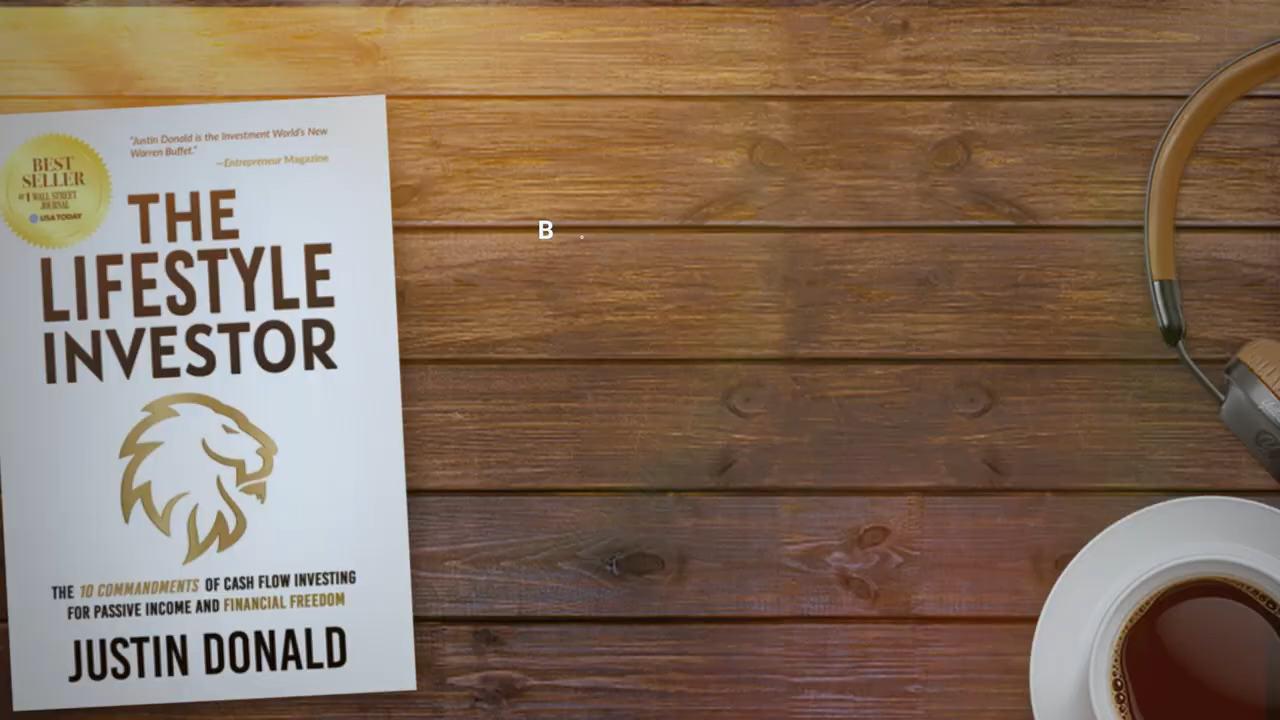 "Justin Donald is the Investment World's New
Warren Buffet."
—Entrepreneur Magazine
BEST
SELLER
#1 WALL STREET
JOURNAL
USA TODAY
THE
LIFESTYLE
INVESTOR
B
THE 10 COMMANDMENTS OF CASH FLOW INVESTING
FOR PASSIVE INCOME AND FINANCIAL FREEDOM
JUSTIN DONALD